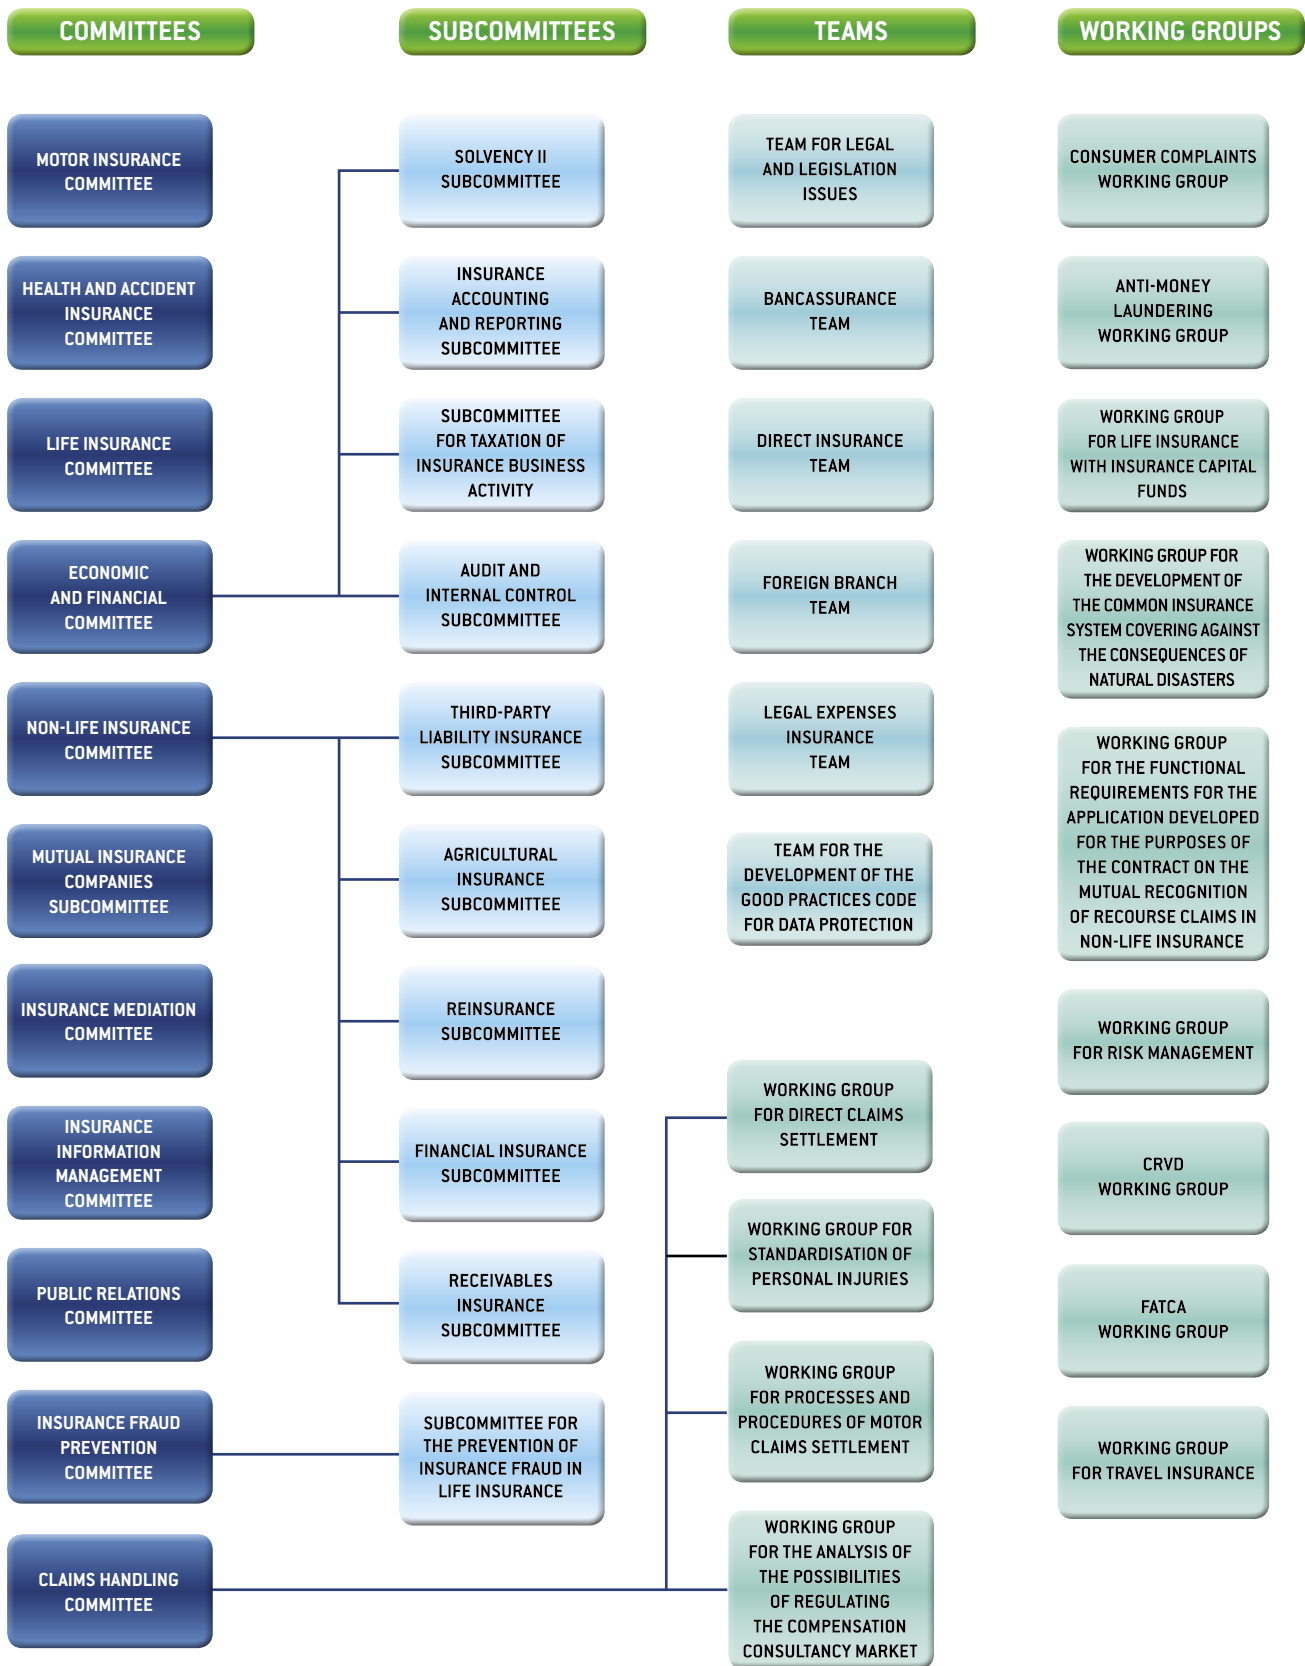 COMMITTEES
MOTOR INSURANCE
COMMITTEE
HEALTH AND ACCIDENT
INSURANCE
COMMITTEE
LIFE INSURANCE
COMMITTEE
ECONOMIC
AND FINANCIAL
COMMITTEE
NON-LIFE INSURANCE
COMMITTEE
MUTUAL INSURANCE
COMPANIES
SUBCOMMITTEE
INSURANCE MEDIATION
COMMITTEE
INSURANCE
INFORMATION
MANAGEMENT
COMMITTEE
PUBLIC RELATIONS
COMMITTEE
INSURANCE FRAUD
PREVENTION
COMMITTEE
CLAIMS HANDLING
COMMITTEE
SUBCOMMITTEES
SOLVENCY II
SUBCOMMITTEE
INSURANCE
ACCOUNTING
AND REPORTING
SUBCOMMITTEE
SUBCOMMITTEE
FOR TAXATION OF
INSURANCE BUSINESS
ACTIVITY
AUDIT AND
INTERNAL CONTROL
SUBCOMMITTEE
THIRD-PARTY
LIABILITY INSURANCE
SUBCOMMITTEE
AGRICULTURAL
INSURANCE
SUBCOMMITTEE
REINSURANCE
SUBCOMMITTEE
FINANCIAL INSURANCE
SUBCOMMITTEE
RECEIVABLES
INSURANCE
SUBCOMMITTEE
SUBCOMMITTEE FOR
THE PREVENTION OF
INSURANCE FRAUD IN
LIFE INSURANCE
TEAMS
TEAM FOR LEGAL
AND LEGISLATION
ISSUES
BANCASSURANCE
TEAM
DIRECT INSURANCE
TEAM
FOREIGN BRANCH
TEAM
LEGAL EXPENSES
INSURANCE
TEAM
TEAM FOR THE
DEVELOPMENT OF THE
GOOD PRACTICES CODE
FOR DATA PROTECTION
WORKING GROUP
FOR DIRECT CLAIMS
SETTLEMENT
WORKING GROUP FOR
STANDARDISATION OF
PERSONAL INJURIES
WORKING GROUP
FOR PROCESSES AND
PROCEDURES OF MOTOR
CLAIMS SETTLEMENT
WORKING GROUP
FOR THE ANALYSIS OF
THE POSSIBILITIES
OF REGULATING
THE COMPENSATION
CONSULTANCY MARKET
WORKING GROUPS
CONSUMER COMPLAINTS
WORKING GROUP
ANTI-MONEY
LAUNDERING
WORKING GROUP
WORKING GROUP
FOR LIFE INSURANCE
WITH INSURANCE CAPITAL
FUNDS
WORKING GROUP FOR
THE DEVELOPMENT OF
THE COMMON INSURANCE
SYSTEM COVERING AGAINST
THE CONSEQUENCES OF
NATURAL DISASTERS
WORKING GROUP
FOR THE FUNCTIONAL
REQUIREMENTS FOR THE
APPLICATION DEVELOPED
FOR THE PURPOSES OF
THE CONTRACT ON THE
MUTUAL RECOGNITION
OF RECOURSE CLAIMS IN
NON-LIFE INSURANCE
WORKING GROUP
FOR RISK MANAGEMENT
CRVD
WORKING GROUP
FATCA
WORKING GROUP
WORKING GROUP
FOR TRAVEL INSURANCE